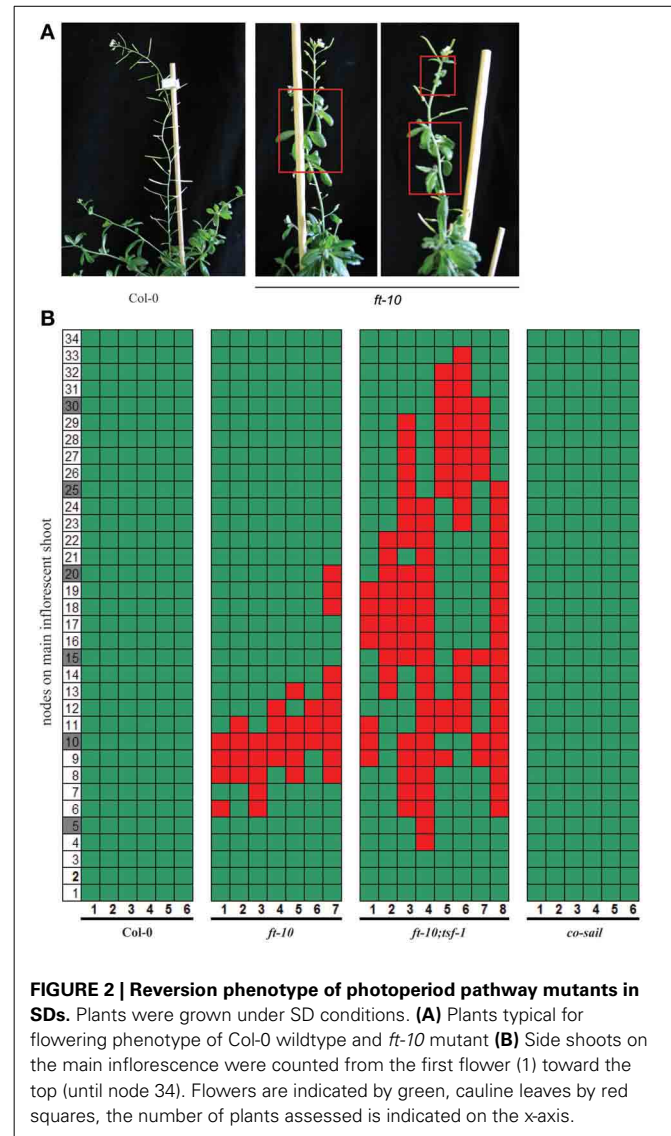 A
Col-0
ft-10
B
34
33
32
31
30
29
28
27
26
25
24
23
22
21
20
19
18
17
16
15
14
13
12
11
10
9
8
7
6
5
4
3
2
1
nodes on main inflorescent shoot
1 2 3 4 5 6
1 2 3 4 5 6 7
1 2 3 4 5 6 7 8
1 2 3 4 5 6
Col-0
ft-10
ft-10;tsf-1
co-sail
FIGURE 2 | Reversion phenotype of photoperiod pathway mutants in
SDs. Plants were grown under SD conditions. (A) Plants typical for
flowering phenotype of Col-0 wildtype and ft-10 mutant (B) Side shoots on
the main inflorescence were counted from the first flower (1) toward the
top (until node 34). Flowers are indicated by green, cauline leaves by red
squares, the number of plants assessed is indicated on the x-axis.